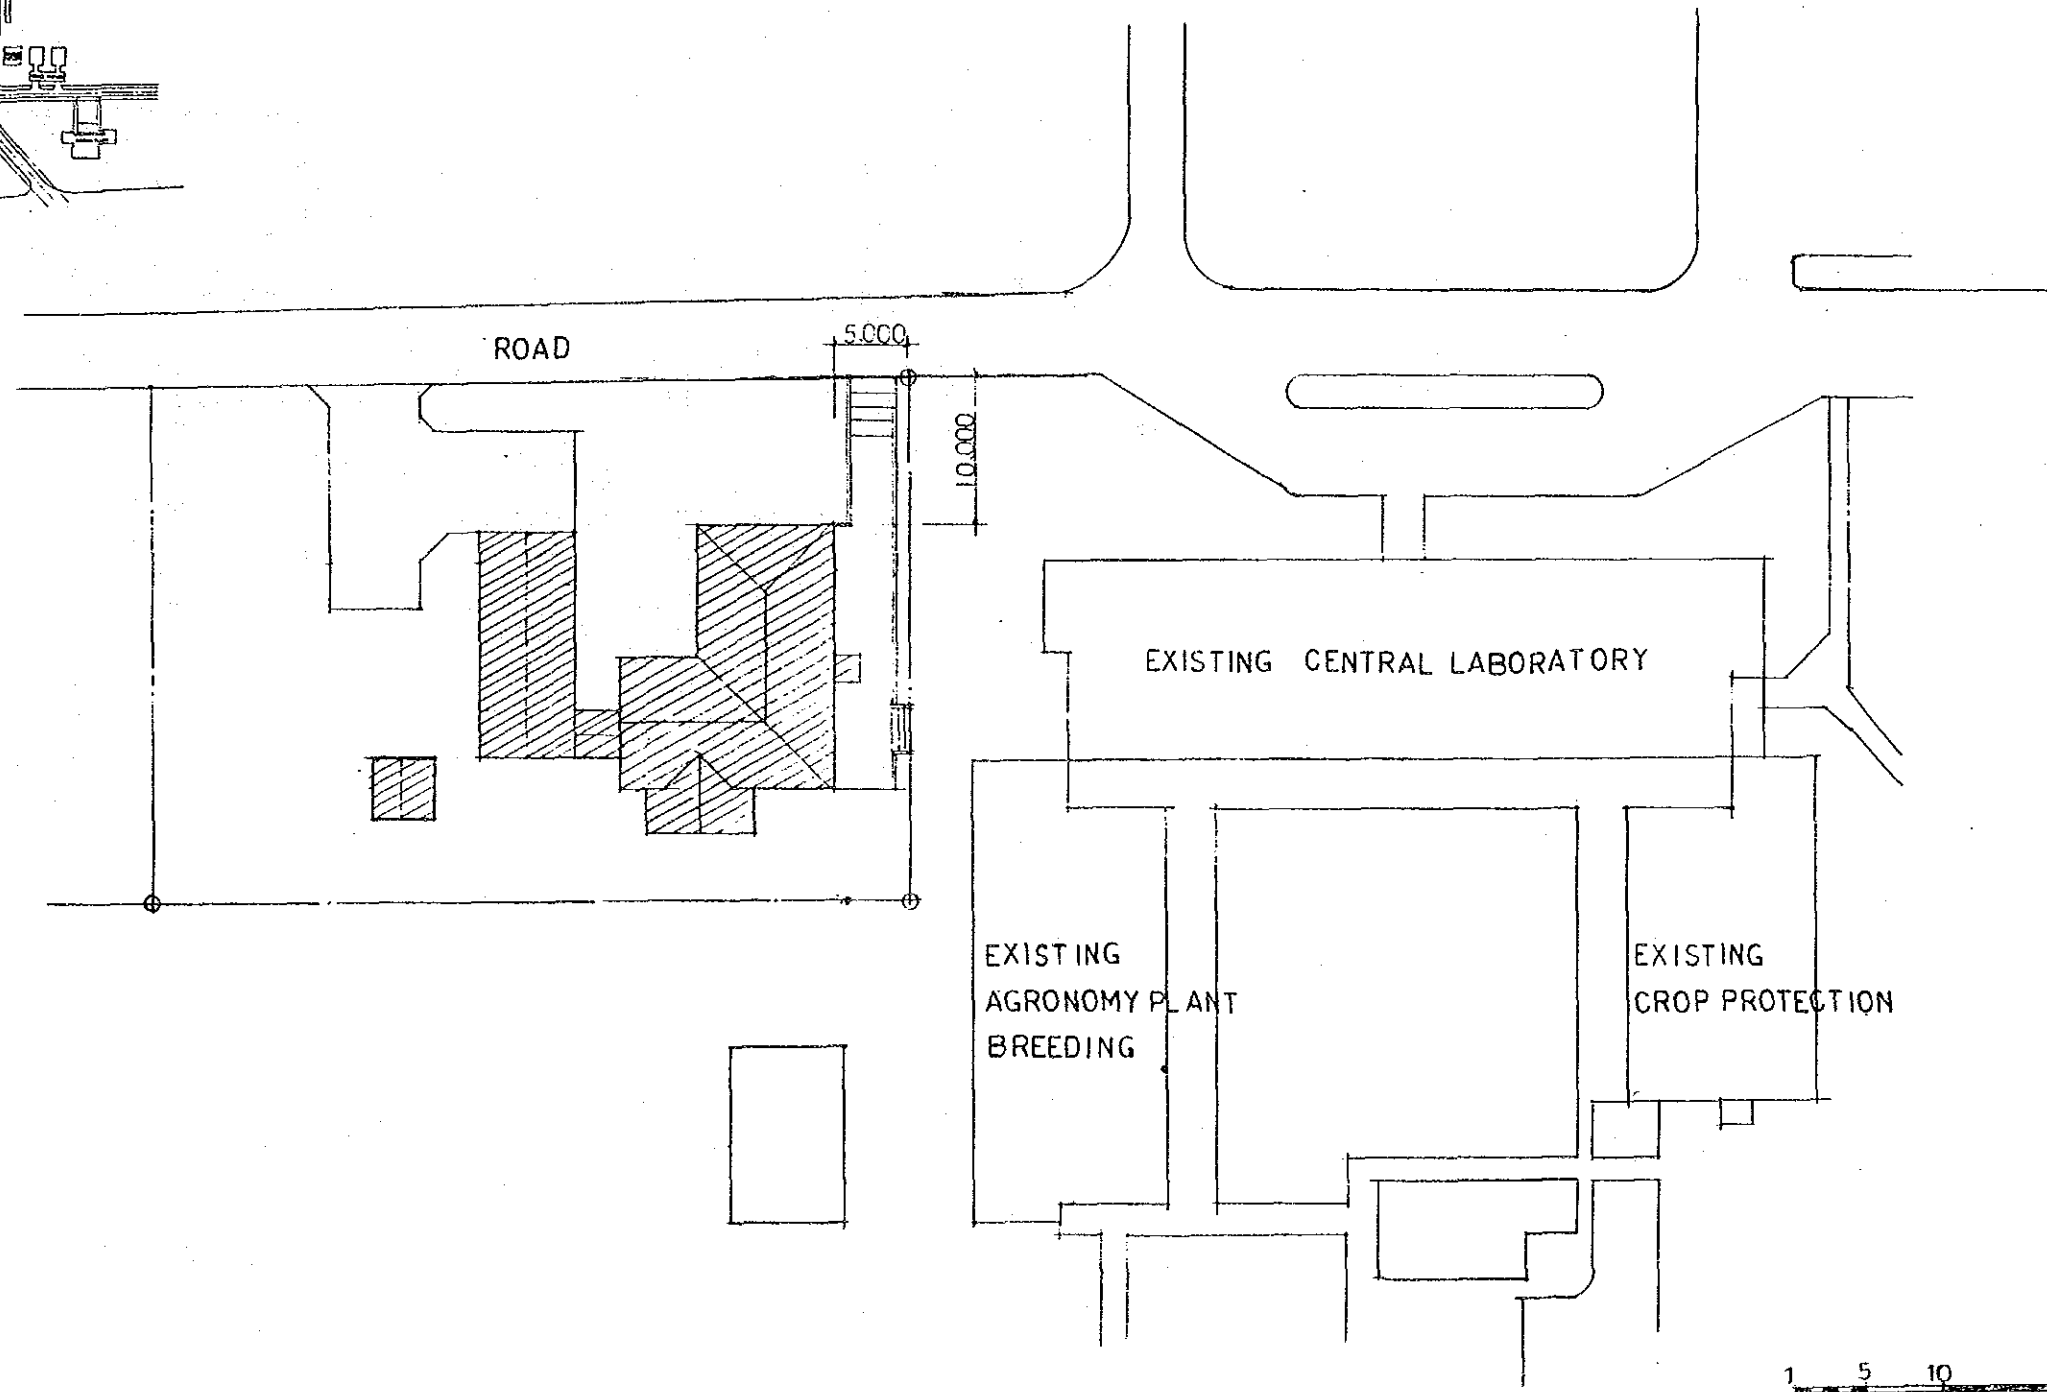 ROAD
5.000
10.000
EXISTING CENTRAL LABORATORY
EXISTING
AGRONOMY PLANT
BREEDING
EXISTING
CROP PROTECTION
1 5 10